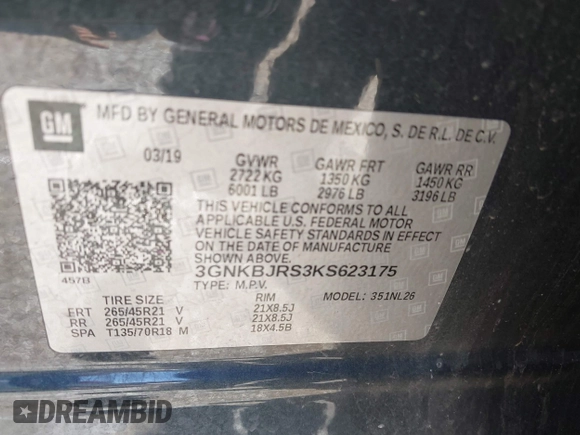 GM
MFD BY GENERAL MOTORS DE MEXICO, S. DE R.L. DE C.V.
03/19 GVWR GAWR FRT GAWR RR
2722 KG 1350 KG 1450 KG
6001 LB 2976 LB 3196 LB
THIS VEHICLE CONFORMS TO ALL
APPLICABLE U.S. FEDERAL MOTOR
VEHICLE SAFETY STANDARDS
IN EFFECT ON THE DATE OF
MANUFACTURE SHOWN ABOVE.
457B 3GNKBJRS3KS623175
TYPE: M.P.V. MODEL: 351NL26
TIRE SIZE RIM
FRT 265/45R21 V 21X8.5J
RR 265/45R21 V 21X8.5J
SPA T135/70R18 M 18X4.5B
DREAMBID